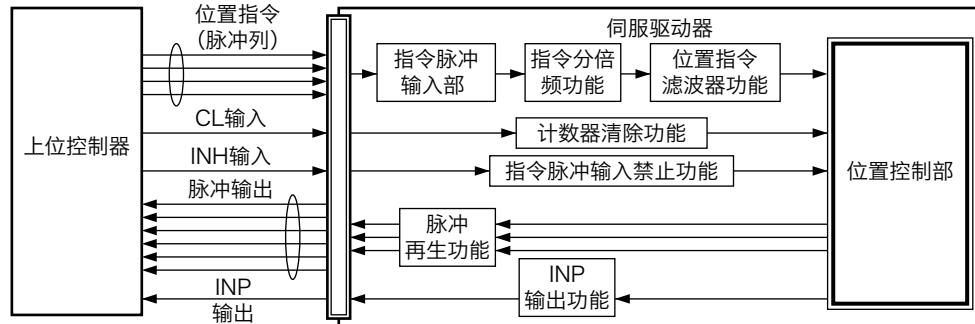 位置指令
（脉冲列）
伺服驱动器
指令脉冲
输入部
指令分倍
频功能
位置指令
滤波器功能
CL输入
计数器清除功能
上位控制器
INH输入
指令脉冲输入禁止功能
位置控制部
脉冲输出
脉冲
再生功能
INP
输出
INP
输出功能